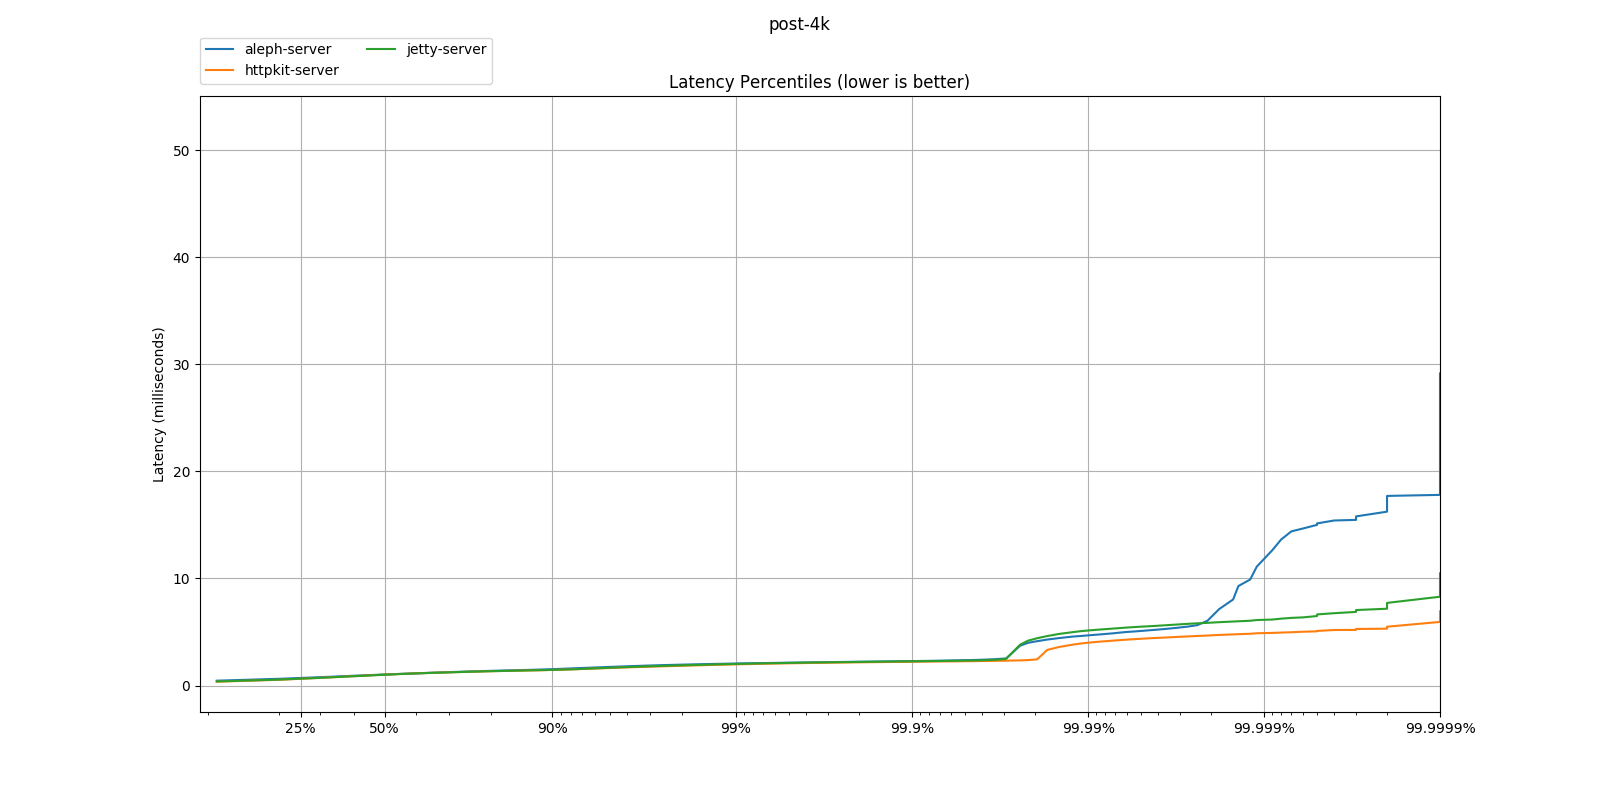 post-4k
aleph-server
httpkit-server
jetty-server
Latency Percentiles (lower is better)
Latency (milliseconds)
50
40
30
20
10
0
25% 50% 90% 99% 99.9% 99.99% 99.999% 99.9999%